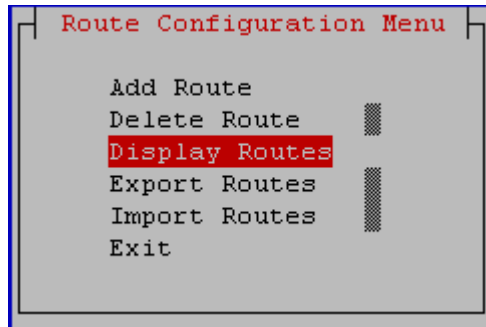 Route Configuration Menu
Add Route
Delete Route
Display Routes
Export Routes
Import Routes
Exit